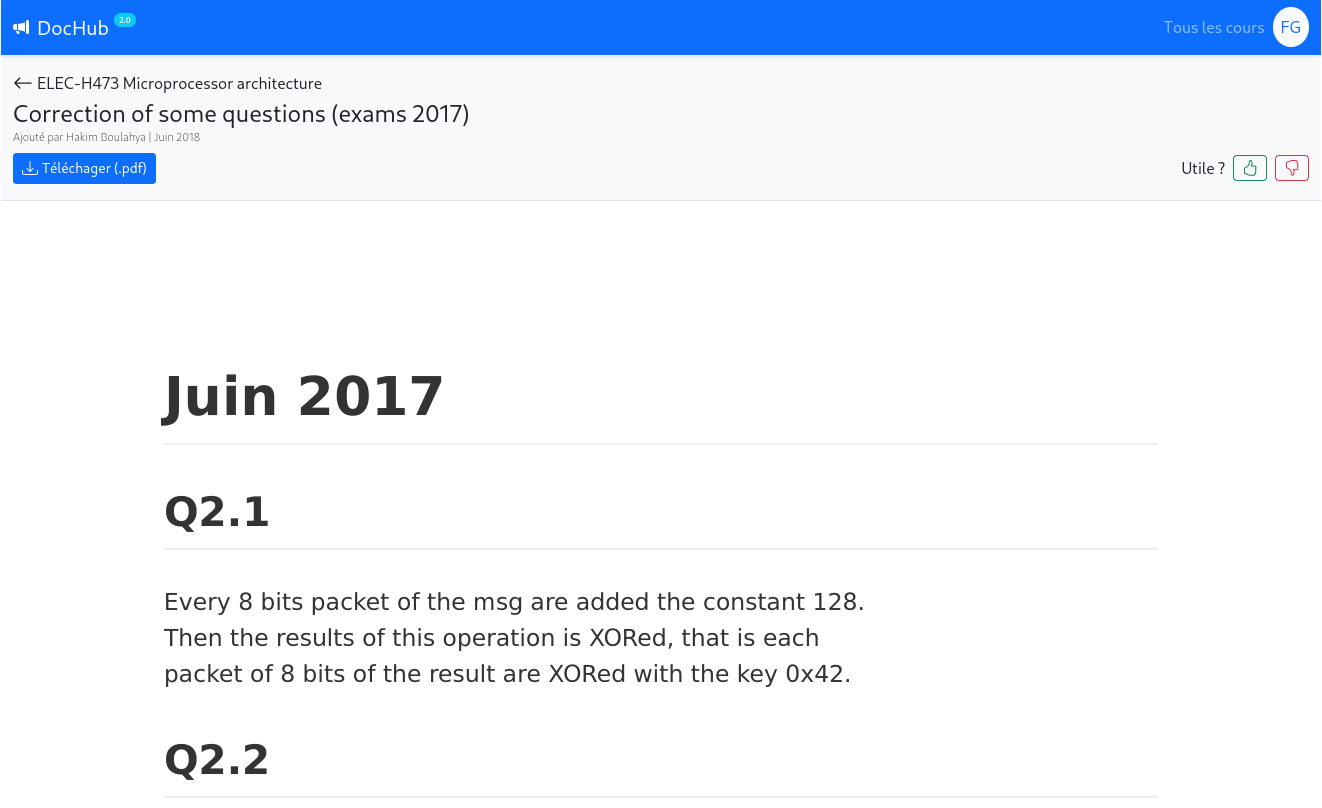 DocHub 2.0
Tous les cours FG
← ELEC-H473 Microprocessor architecture
Correction of some questions (exams 2017)
Ajouté par Hakim Boulahya | Juin 2018
Téléchager (.pdf)
Utile ?
Juin 2017
Q2.1
Every 8 bits packet of the msg are added the constant 128.
Then the results of this operation is XORed, that is each
packet of 8 bits of the result are XORed with the key 0x42.
Q2.2